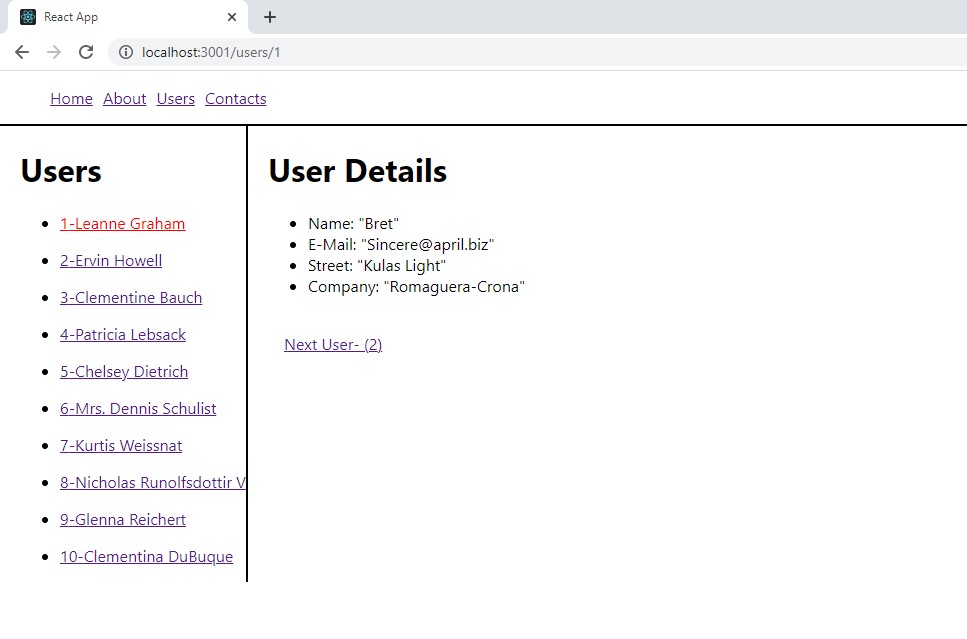 React App
localhost:3001/users/1
Home About Users Contacts
Users
1-Leanne Graham
2-Ervin Howell
3-Clementine Bauch
4-Patricia Lebsack
5-Chelsey Dietrich
6-Mrs. Dennis Schulist
7-Kurtis Weissnat
8-Nicholas Runolfsdottir V
9-Glenna Reichert
10-Clementina DuBuque
User Details
Name: "Bret"
E-Mail: "Sincere@april.biz"
Street: "Kulas Light"
Company: "Romaguera-Crona"
Next User- (2)